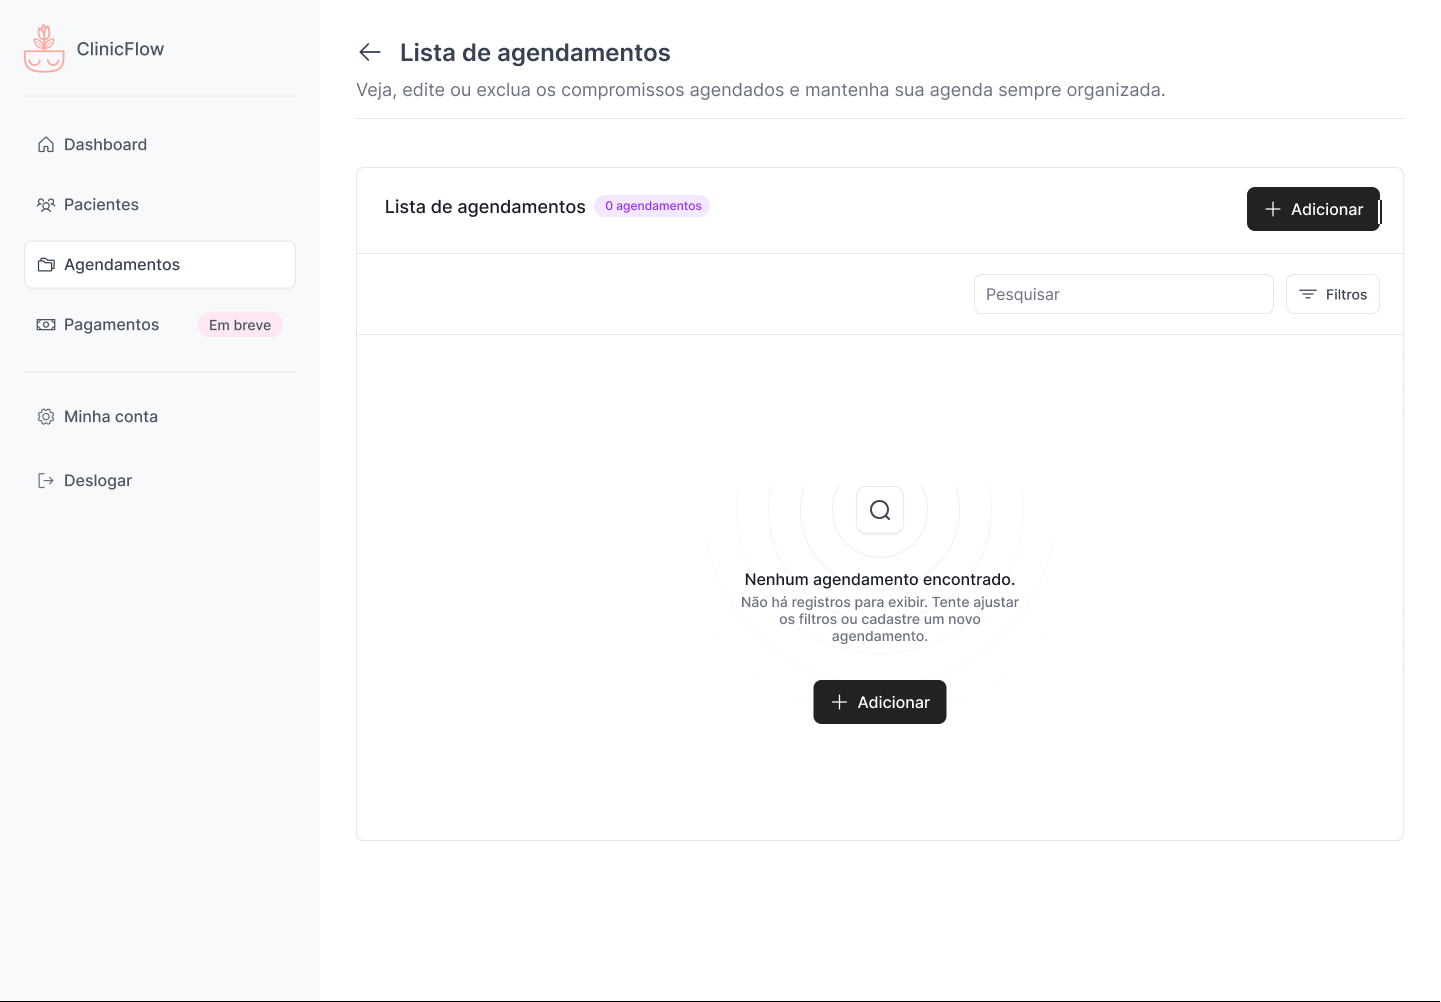 ClinicFlow
Dashboard
Pacientes
Agendamentos
Pagamentos
Em breve
Minha conta
Deslogar
Lista de agendamentos
Veja, edite ou exclua os compromissos agendados e mantenha sua agenda sempre organizada.
Lista de agendamentos
0 agendamentos
Adicionar
Pesquisar
Filtros
Nenhum agendamento encontrado.
Não há registros para exibir. Tente ajustar
os filtros ou cadastre um novo
agendamento.
Adicionar